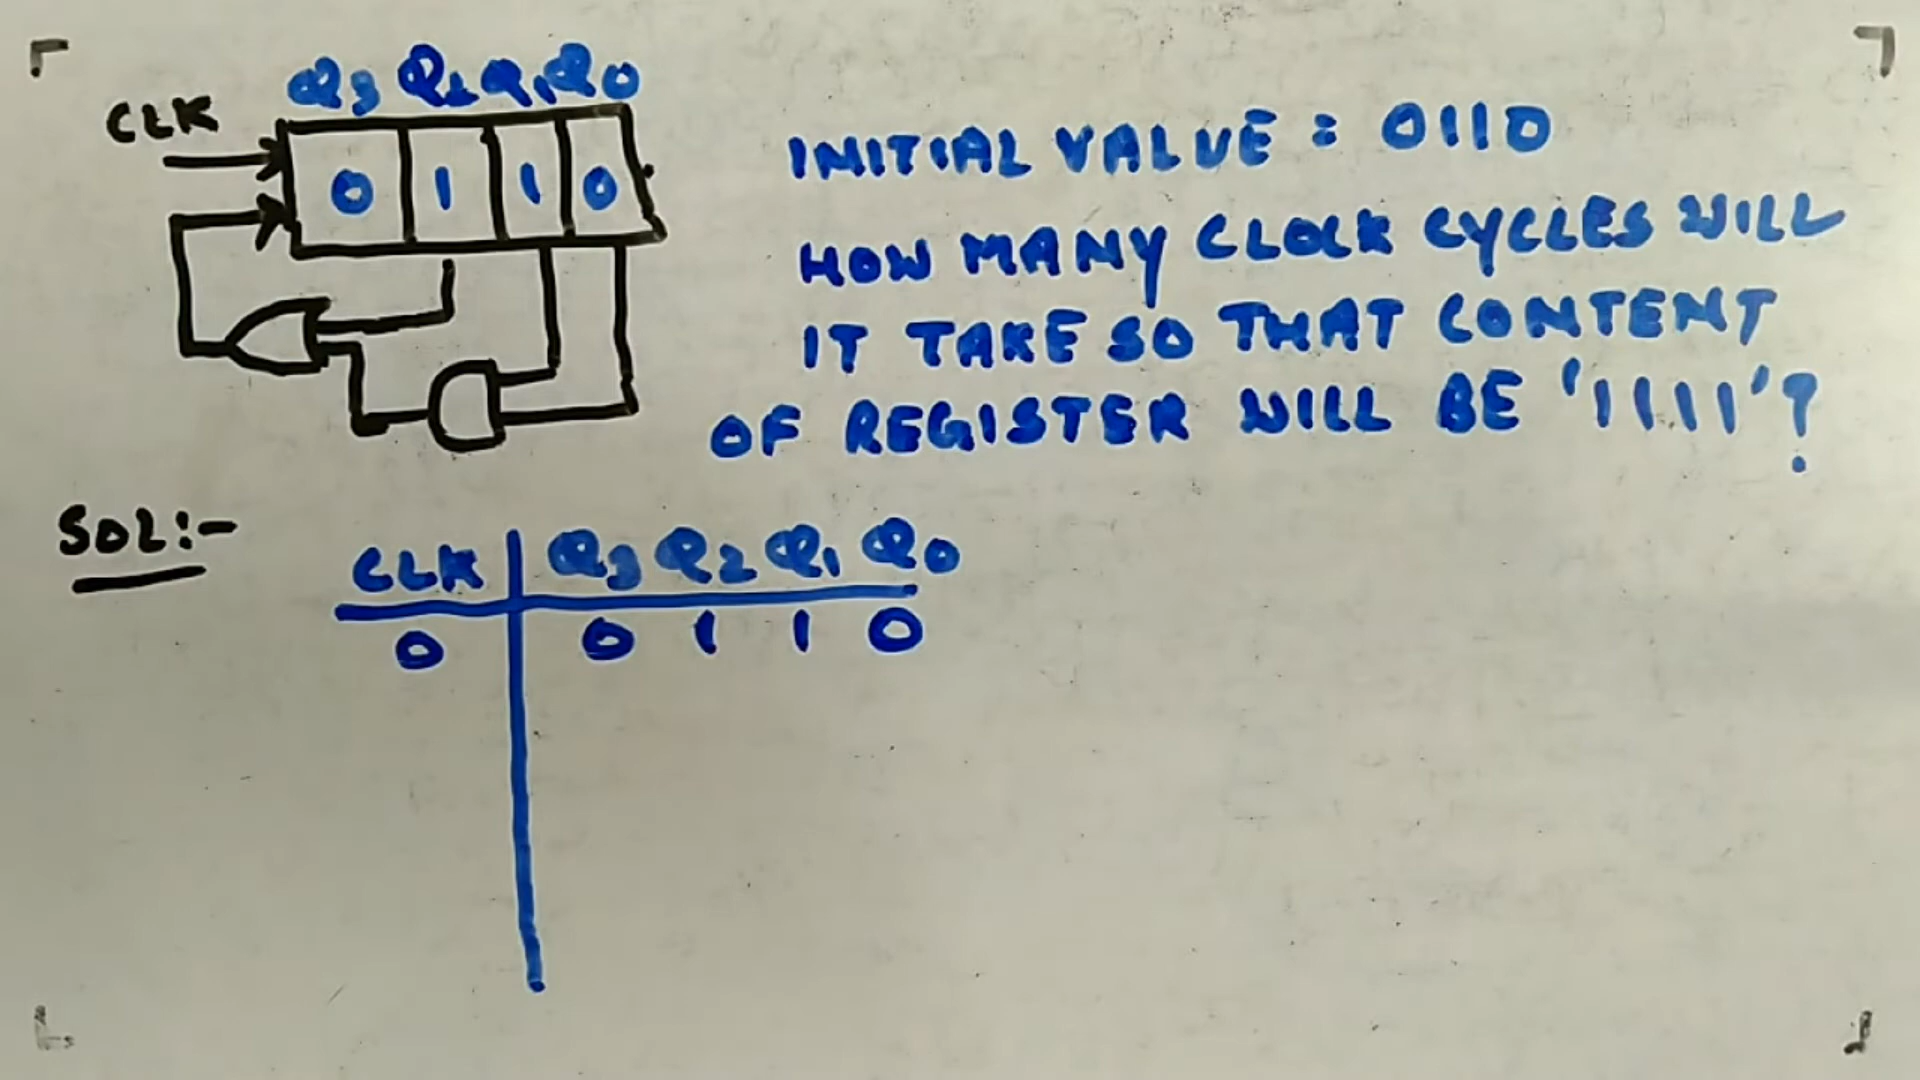 Q3 Q2 Q1 Q0
CLK
0 1 1 0
INITIAL VALUE = 0110
HOW MANY CLOCK CYCLES WILL
IT TAKE SO THAT CONTENT
OF REGISTER WILL BE '1111'?
SOL:-
CLK Q3 Q2 Q1 Q0
0 0 1 1 0